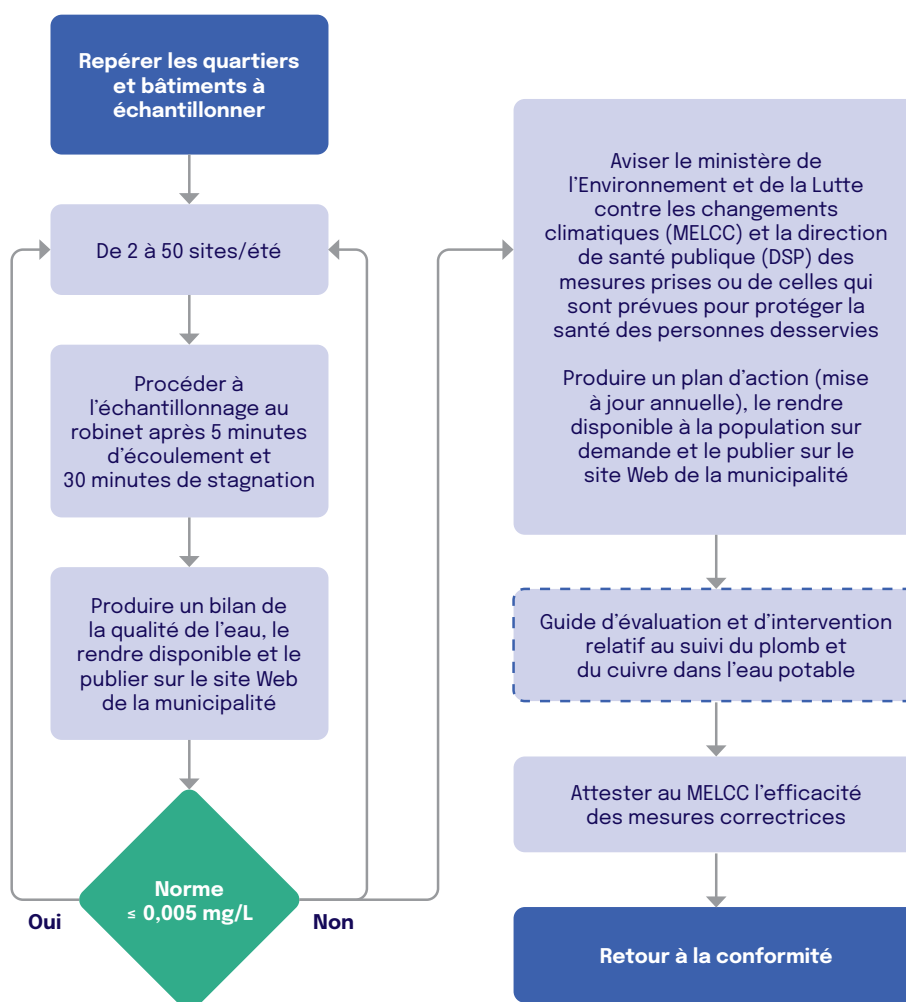 Repérer les quartiers
et bâtiments à
échantillonner
De 2 à 50 sites/été
Procéder à
l'échantillonnage au
robinet après 5 minutes
d'écoulement et
30 minutes de stagnation
Produire un bilan de
la qualité de l'eau, le
rendre disponible et le
publier sur le site Web
de la municipalité
Norme
≤ 0,005 mg/L
Oui
Non
Aviser le ministère de
l'Environnement et de la Lutte
contre les changements
climatiques (MELCC) et la direction
de santé publique (DSP) des
mesures prises ou de celles qui
sont prévues pour protéger la
santé des personnes desservies
Produire un plan d'action (mise
à jour annuelle), le rendre
disponible à la population sur
demande et le publier sur le
site Web de la municipalité
Guide d'évaluation et d'intervention
relatif au suivi du plomb et
du cuivre dans l'eau potable
Attester au MELCC l'efficacité
des mesures correctrices
Retour à la conformité